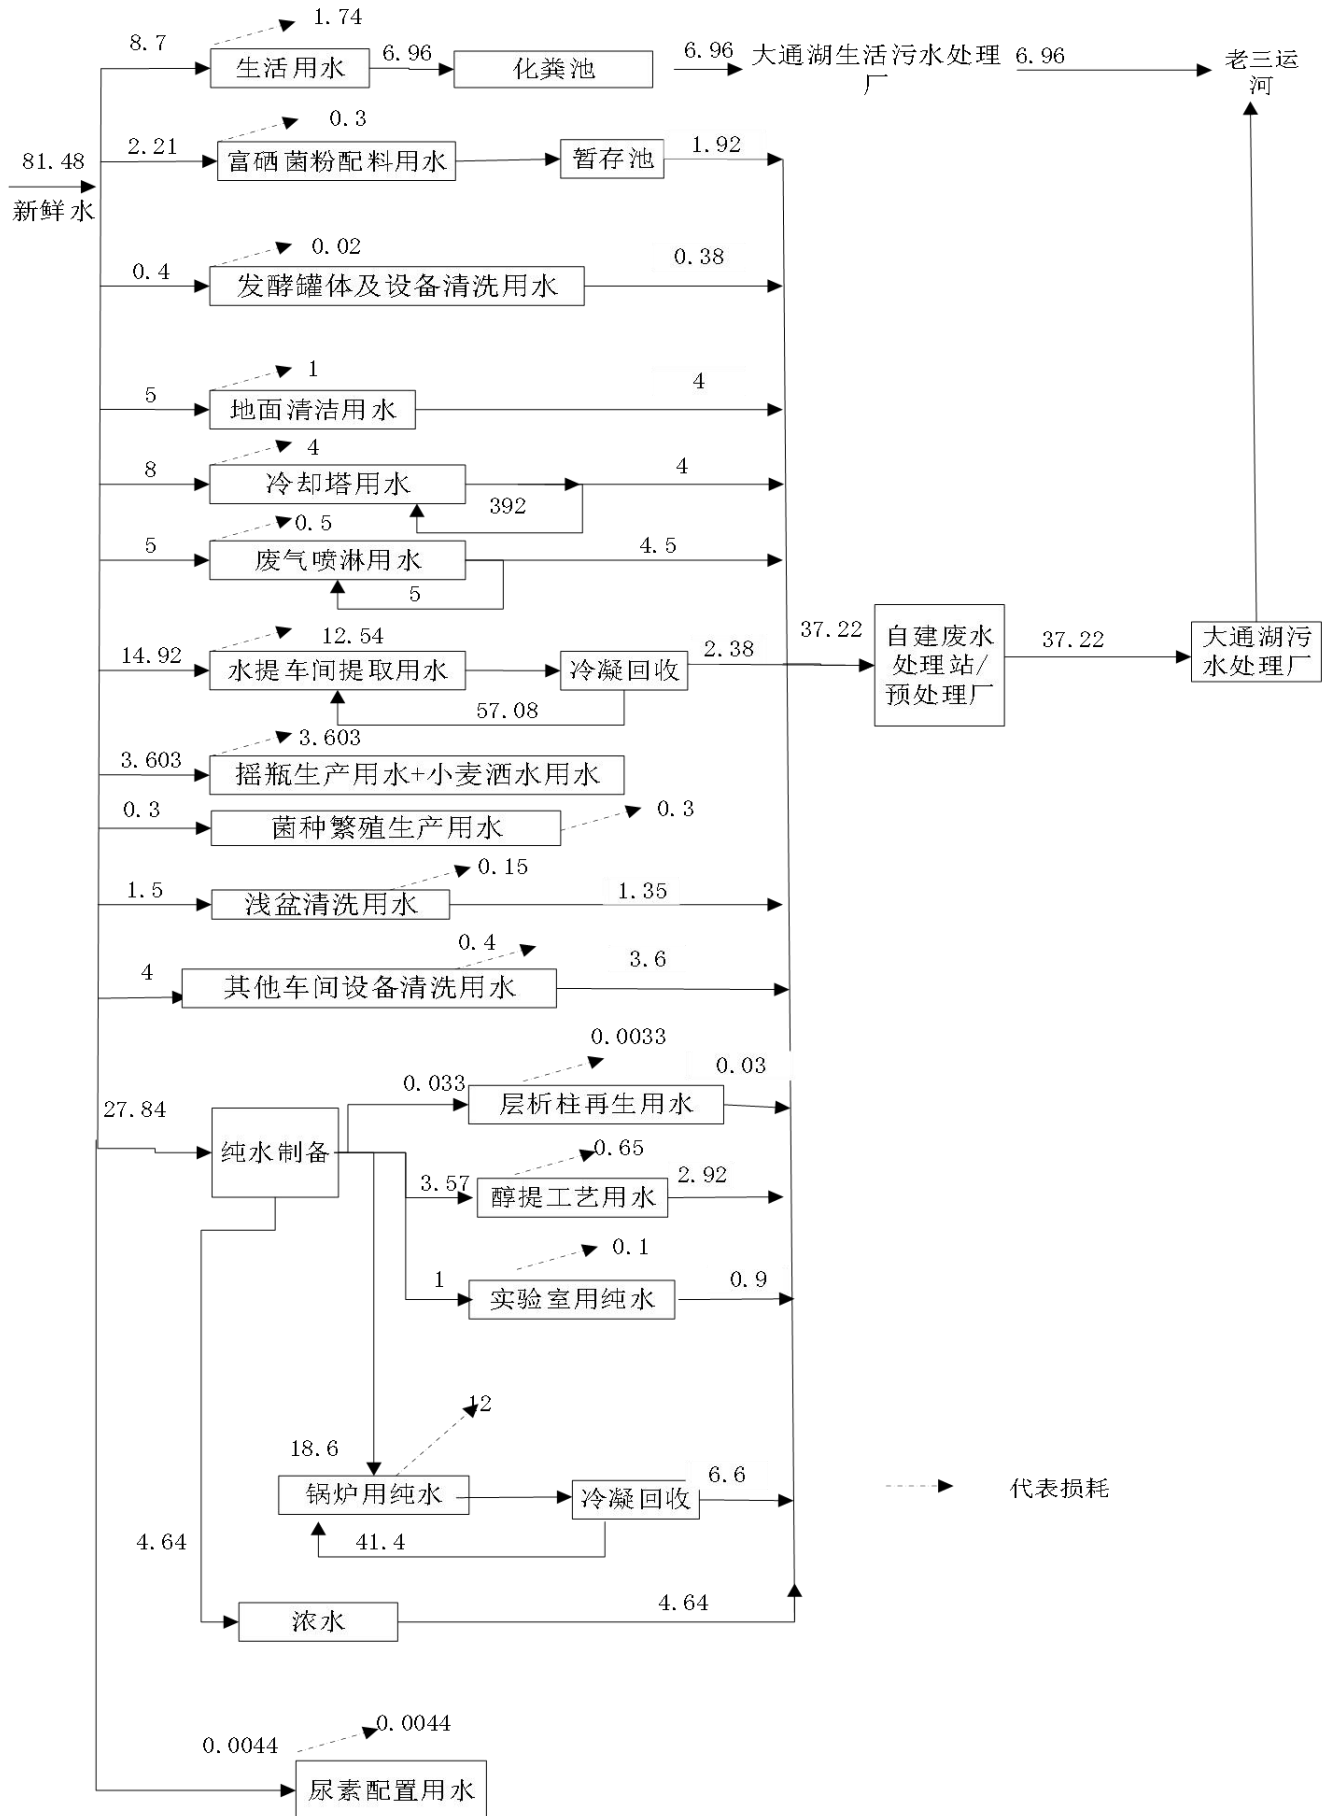 1.74
8.7
生活用水
6.96
化粪池
6.96
大通湖生活污水处理
厂
6.96
老三运
河
0.3
2.21
富硒菌粉配料用水
暂存池
1.92
81.48
新鲜水
0.02
0.4
发酵罐体及设备清洗用水
0.38
1
5
地面清洁用水
4
4
8
冷却塔用水
4
392
0.5
5
废气喷淋用水
4.5
5
12.54
14.92
水提车间提取用水
冷凝回收
2.38
57.08
37.22
自建废水
处理站/
预处理厂
37.22
大通湖污
水处理厂
3.603
3.603
摇瓶生产用水+小麦洒水用水
0.3
菌种繁殖生产用水
0.3
0.15
1.5
浅盆清洗用水
1.35
0.4
4
其他车间设备清洗用水
3.6
0.0033
0.033
层析柱再生用水
0.03
27.84
纯水制备
0.65
3.57
醇提工艺用水
2.92
0.1
1
实验室用纯水
0.9
12
18.6
锅炉用纯水
冷凝回收
6.6
41.4
代表损耗
4.64
浓水
4.64
0.0044
0.0044
尿素配置用水